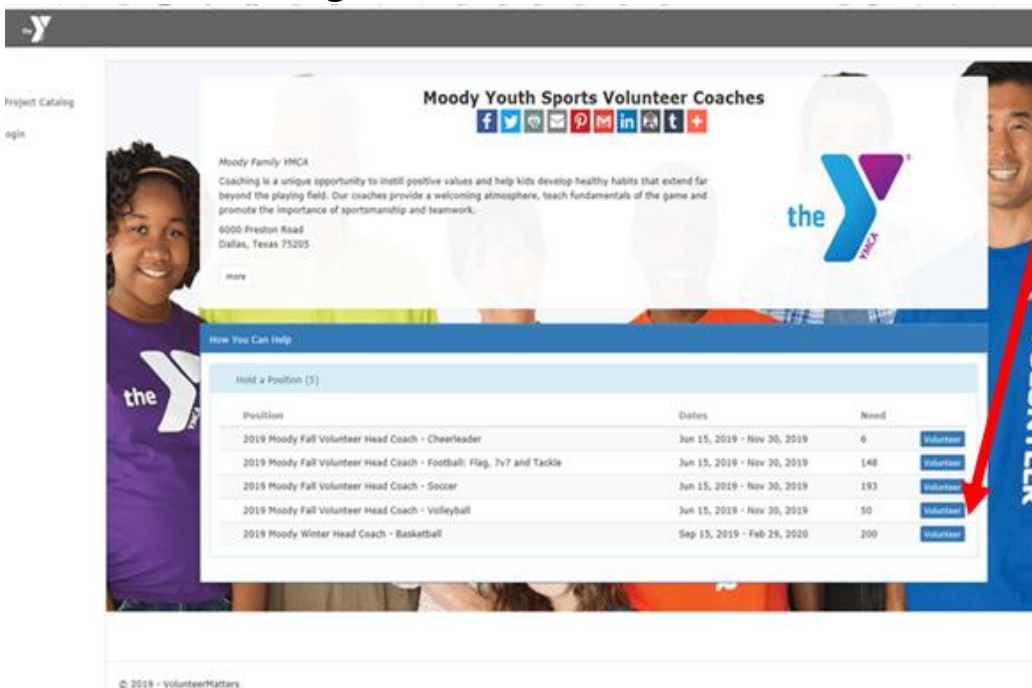 the Y
Project Catalog
ogin
Moody Youth Sports Volunteer Coaches
Moody Family YMCA
Coaching is a unique opportunity to instill positive values and help kids develop healthy habits that extend far
beyond the playing field. Our coaches provide a welcoming atmosphere, teach fundamentals of the game and
promote the importance of sportsmanship and teamwork.
6000 Preston Road
Dallas, Texas 75205
more
the Y
YMCA
How You Can Help
Hold a Position (5)
Position Dates Need
2019 Moody Fall Volunteer Head Coach - Cheerleader Jun 15, 2019 - Nov 30, 2019 6 Volunteer
2019 Moody Fall Volunteer Head Coach - Football: Flag, 7v7 and Tackle Jun 15, 2019 - Nov 30, 2019 148 Volunteer
2019 Moody Fall Volunteer Head Coach - Soccer Jun 15, 2019 - Nov 30, 2019 193 Volunteer
2019 Moody Fall Volunteer Head Coach - Volleyball Jun 15, 2019 - Nov 30, 2019 50 Volunteer
2019 Moody Winter Head Coach - Basketball Sep 15, 2019 - Feb 29, 2020 200 Volunteer
the Y
© 2019 - VolunteerMatters